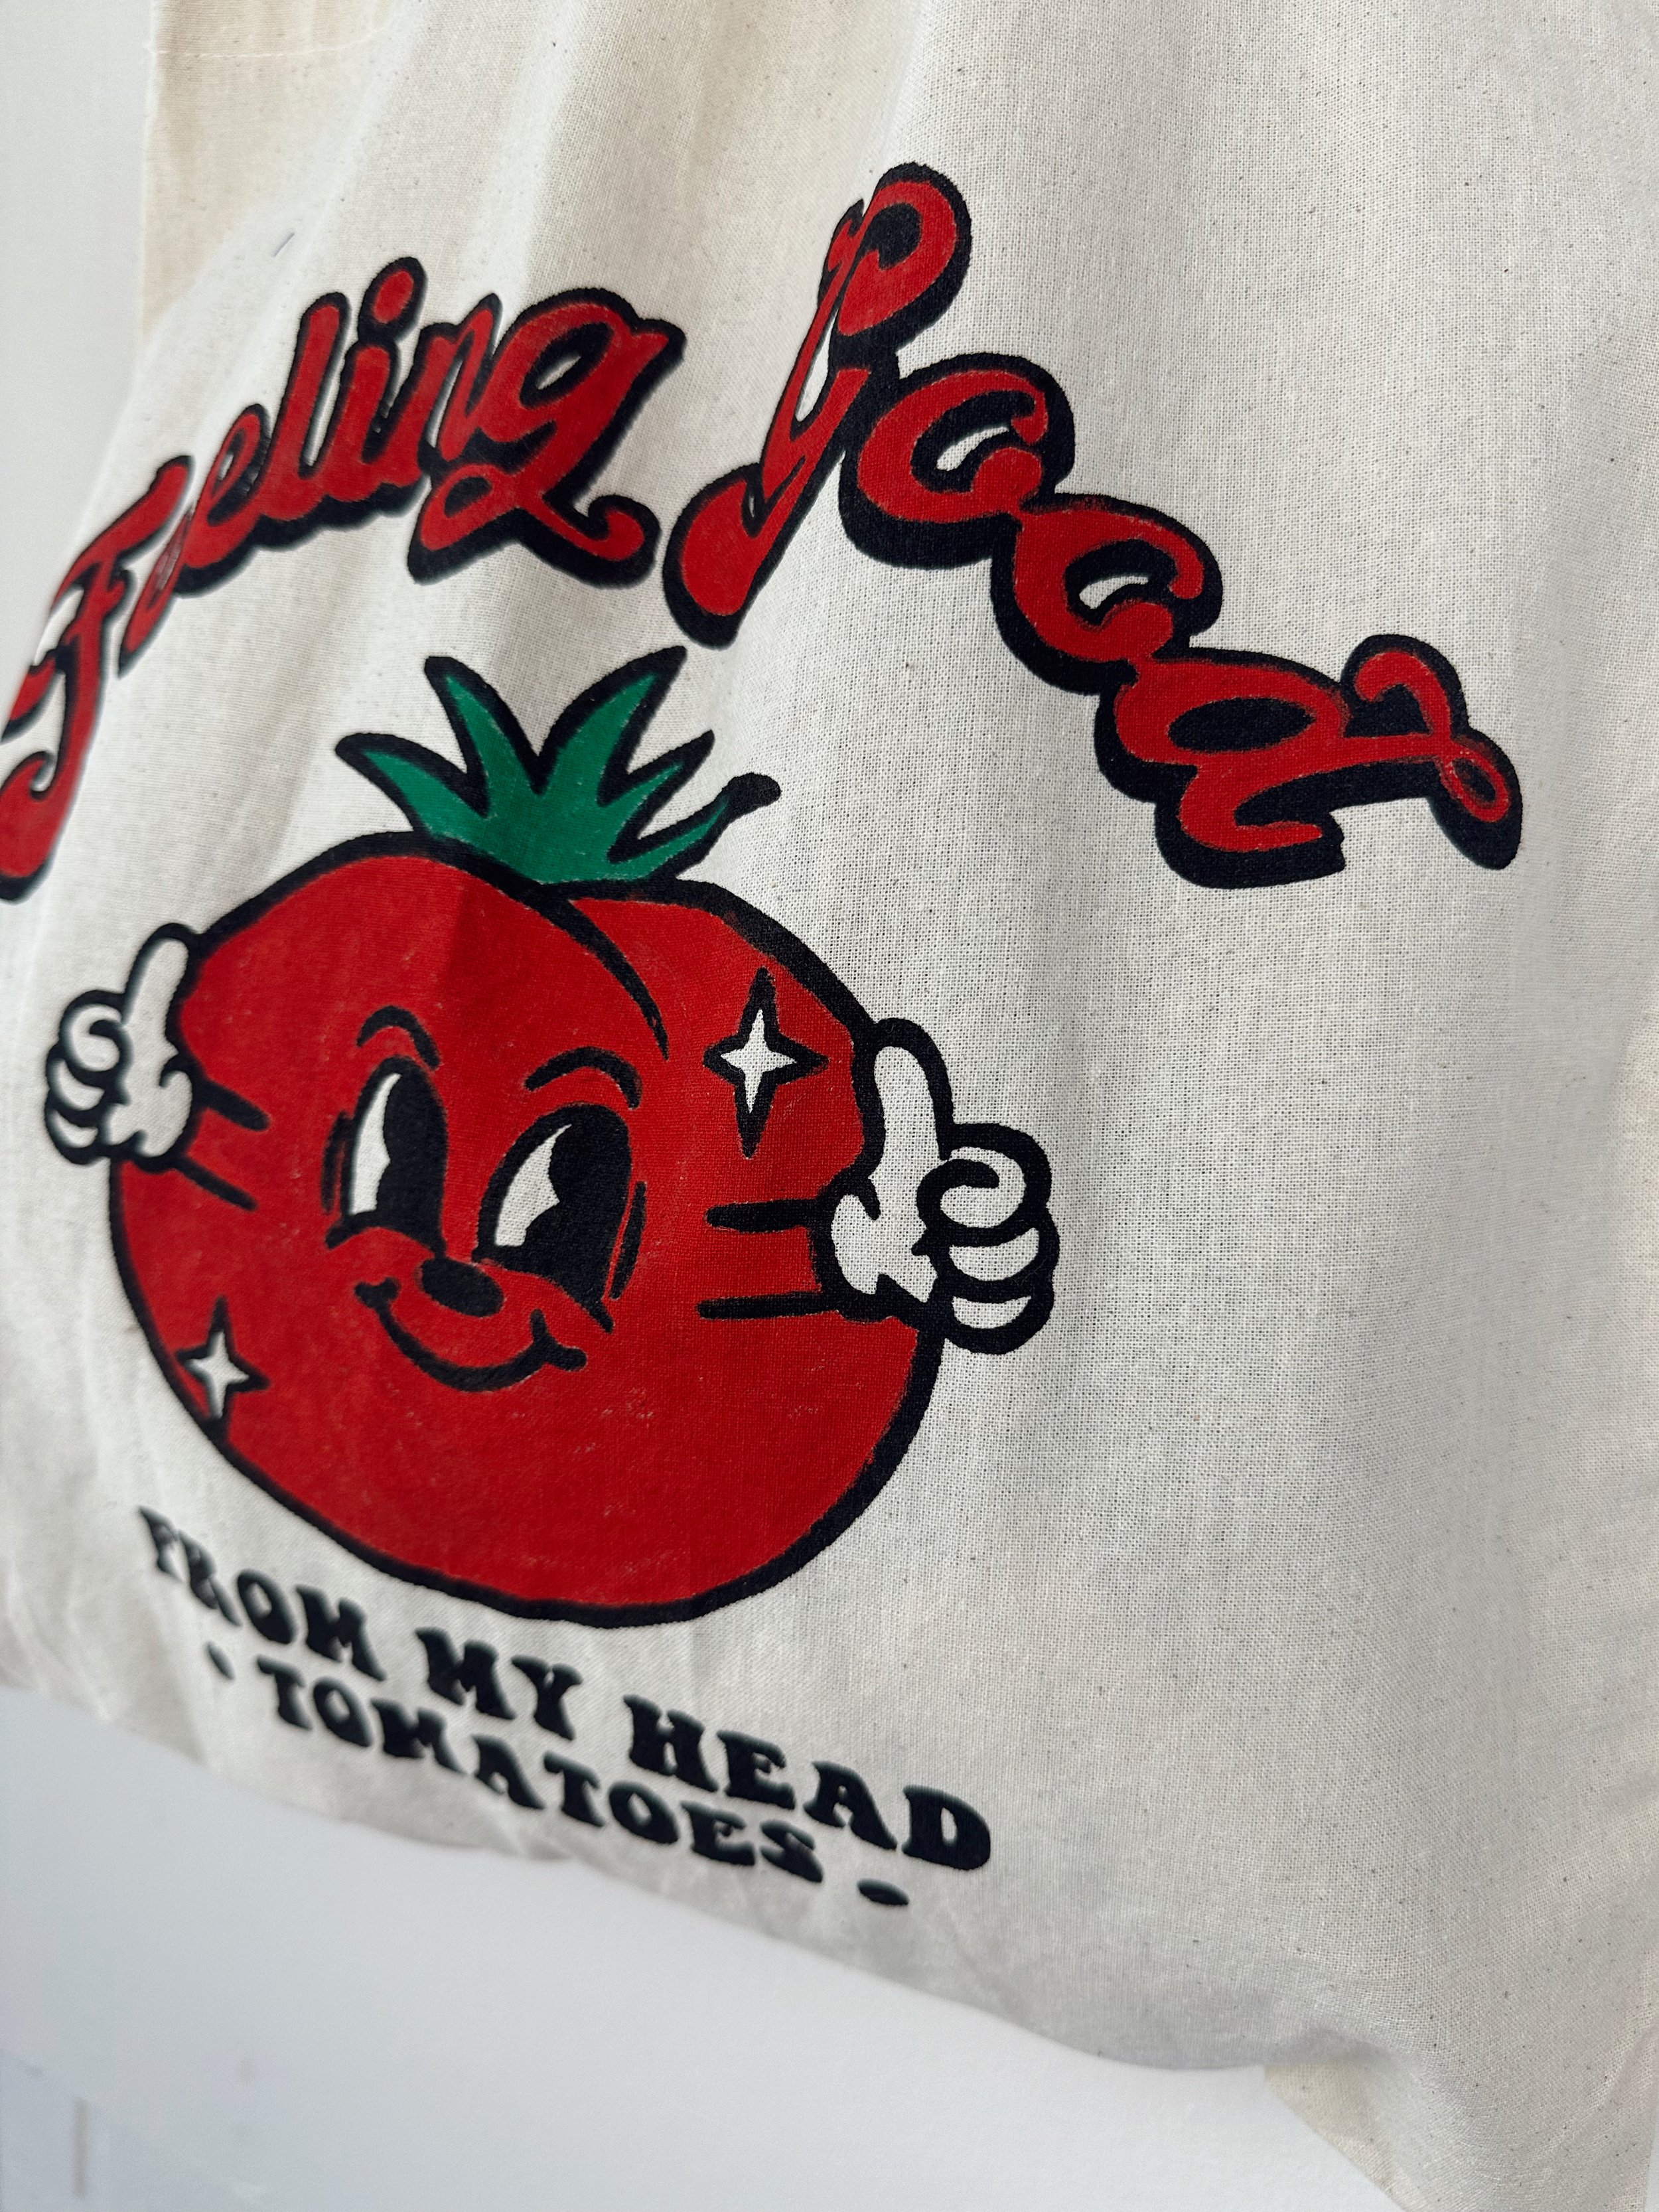 Feeling Good
FROM MY HEAD
- TOMATOES -